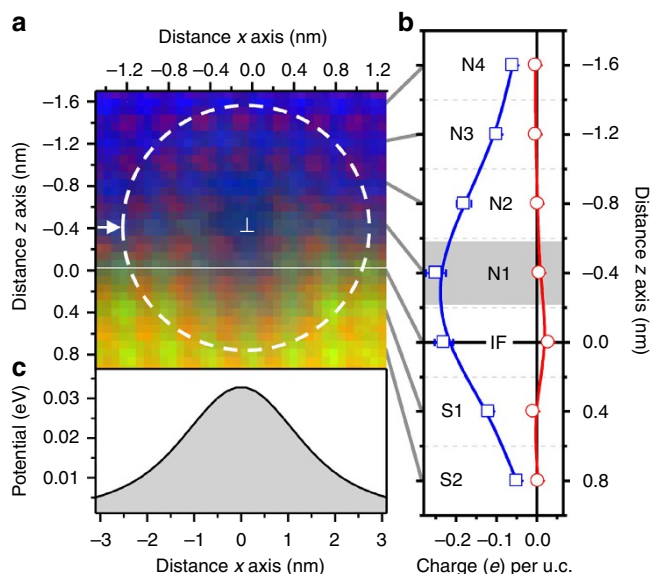 a
Distance x axis (nm)
−1.2 −0.8 −0.4 0.0 0.4 0.8 1.2
Distance z axis (nm)
−1.6
−1.2
−0.8
−0.4
0.0
0.4
0.8
⊥
b
N4
N3
N2
N1
IF
S1
S2
−1.6
−1.2
−0.8
−0.4
0.0
0.4
0.8
Distance z axis (nm)
−0.2 −0.1 0.0
Charge (e) per u.c.
c
Potential (eV)
0.03
0.02
0.01
−3 −2 −1 0 1 2 3
Distance x axis (nm)